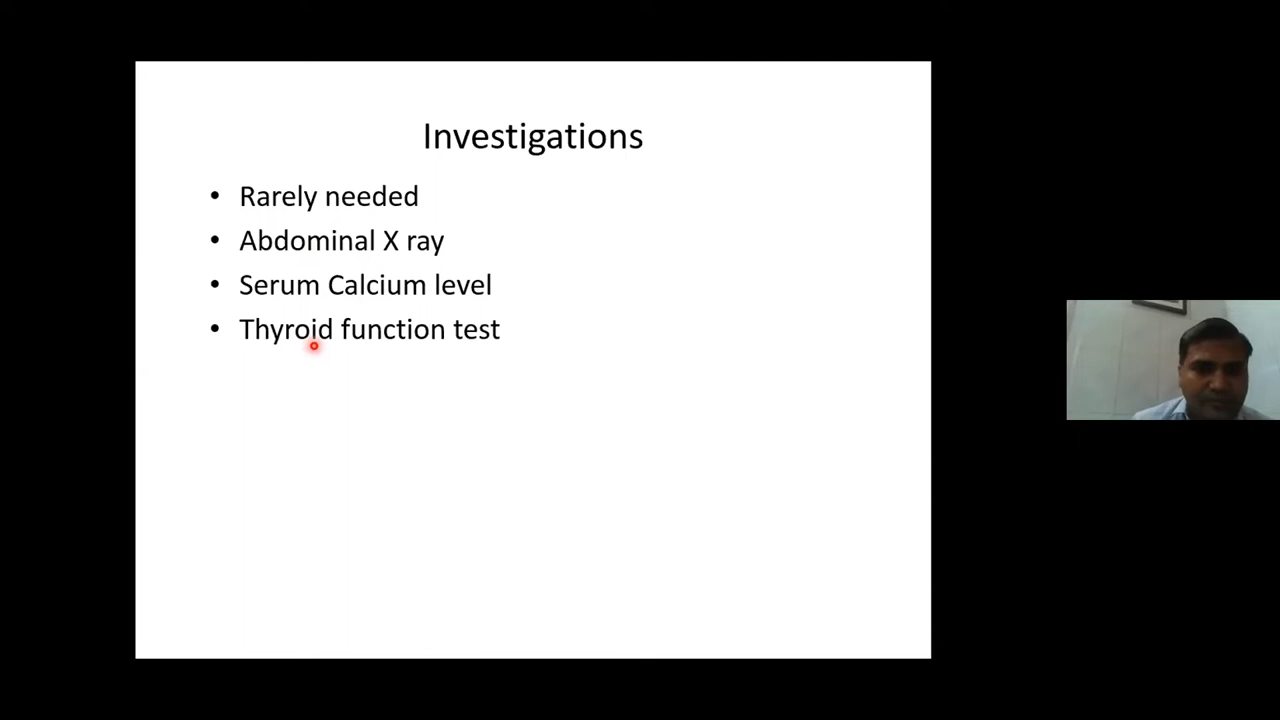 Investigations
• Rarely needed
• Abdominal X ray
• Serum Calcium level
• Thyroid function test